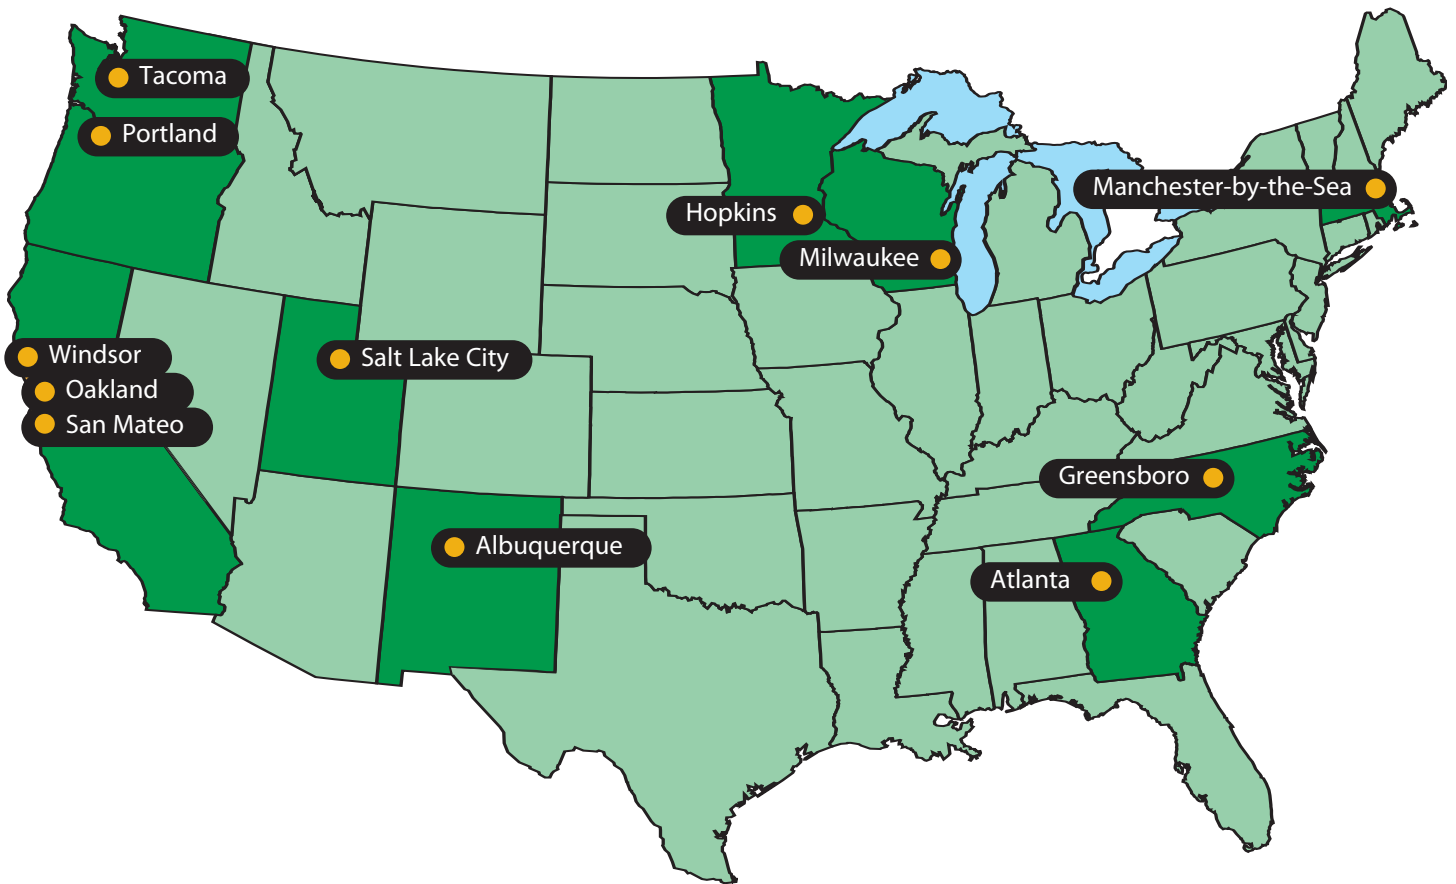 Tacoma
Portland
Manchester-by-the-Sea
Hopkins
Milwaukee
Windsor
Salt Lake City
Oakland
San Mateo
Greensboro
Albuquerque
Atlanta